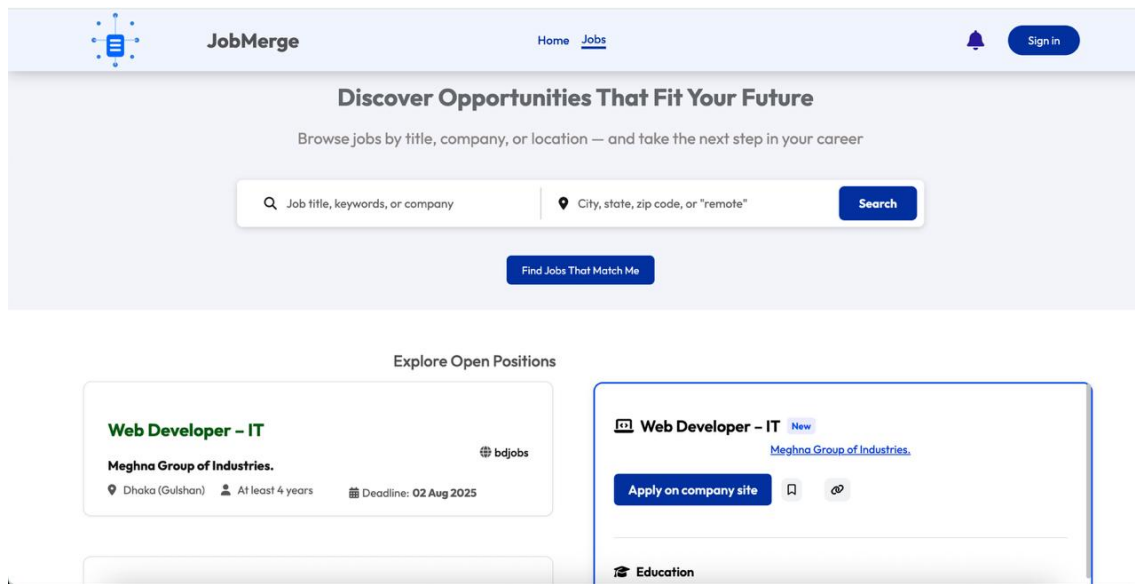 JobMerge
Home Jobs
Sign in
Discover Opportunities That Fit Your Future
Browse jobs by title, company, or location — and take the next step in your career
Job title, keywords, or company
City, state, zip code, or "remote"
Search
Find Jobs That Match Me
Explore Open Positions
Web Developer – IT
bdjobs
Meghna Group of Industries.
Dhaka (Gulshan) At least 4 years Deadline: 02 Aug 2025
Web Developer – IT New
Meghna Group of Industries.
Apply on company site
Education